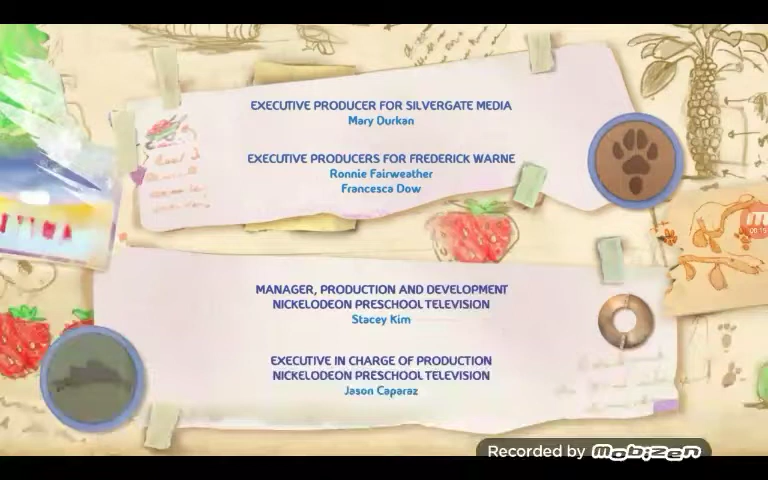 EXECUTIVE PRODUCER FOR SILVERGATE MEDIA
Mary Durkan
EXECUTIVE PRODUCERS FOR FREDERICK WARNE
Ronnie Fairweather
Francesca Dow
MANAGER, PRODUCTION AND DEVELOPMENT
NICKELODEON PRESCHOOL TELEVISION
Stacey Kim
EXECUTIVE IN CHARGE OF PRODUCTION
NICKELODEON PRESCHOOL TELEVISION
Jason Caparaz
Recorded by Mobizen